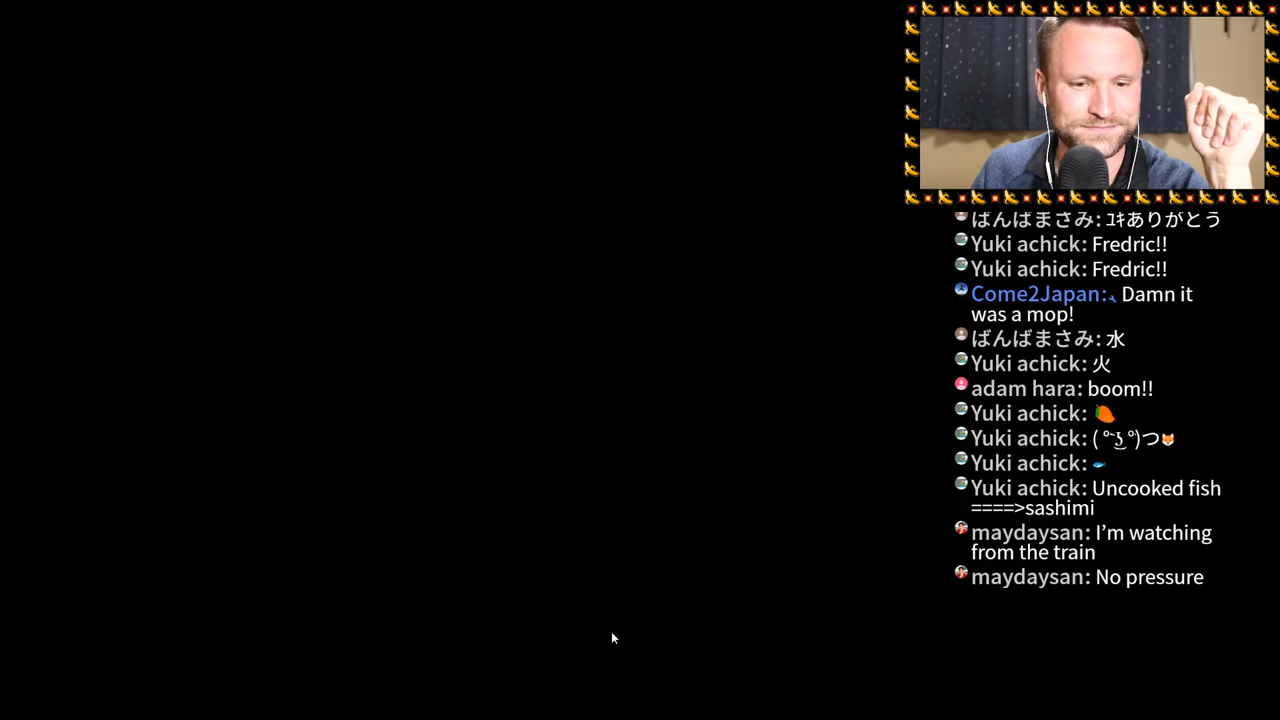 ばんばまさみ: ﾕｷありがとう
Yuki achick: Fredric!!
Yuki achick: Fredric!!
Come2Japan:、Damn it
was a mop!
ばんばまさみ: 水
Yuki achick: 火
adam hara: boom!!
Yuki achick: 🥭
Yuki achick: ( ͡° ͜ʖ ͡°)つ🦊
Yuki achick: 🐟
Yuki achick: Uncooked fish
====>sashimi
maydaysan: I’m watching
from the train
maydaysan: No pressure